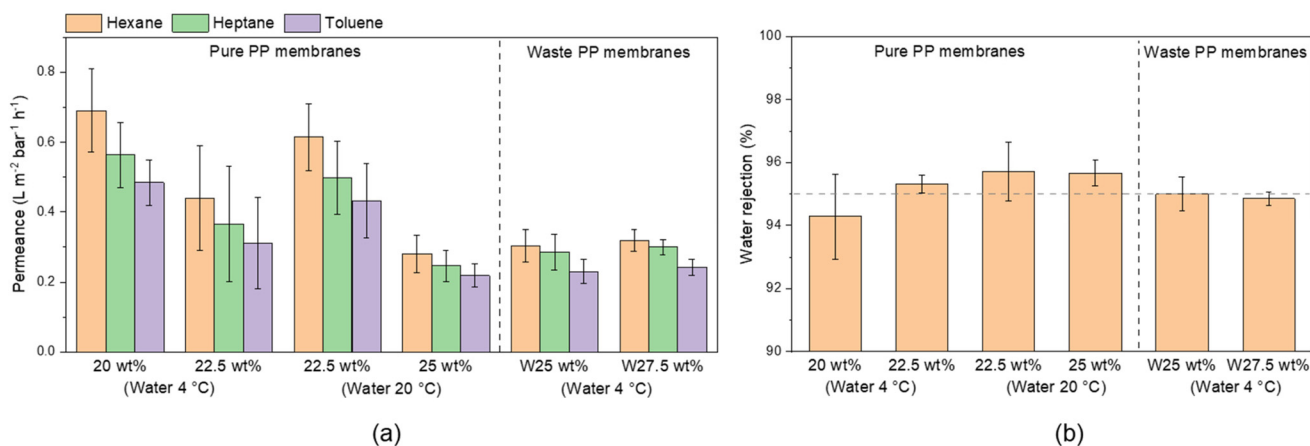 Hexane Heptane Toluene
Pure PP membranes Waste PP membranes
Permeance (L m⁻² bar⁻¹ h⁻¹)
0.8
0.6
0.4
0.2
0.0
20 wt% 22.5 wt% 22.5 wt% 25 wt% W25 wt% W27.5 wt%
(Water 4 °C) (Water 20 °C) (Water 4 °C)
(a)
Pure PP membranes Waste PP membranes
Water rejection (%)
100
98
96
94
92
90
20 wt% 22.5 wt% 22.5 wt% 25 wt% W25 wt% W27.5 wt%
(Water 4 °C) (Water 20 °C) (Water 4 °C)
(b)